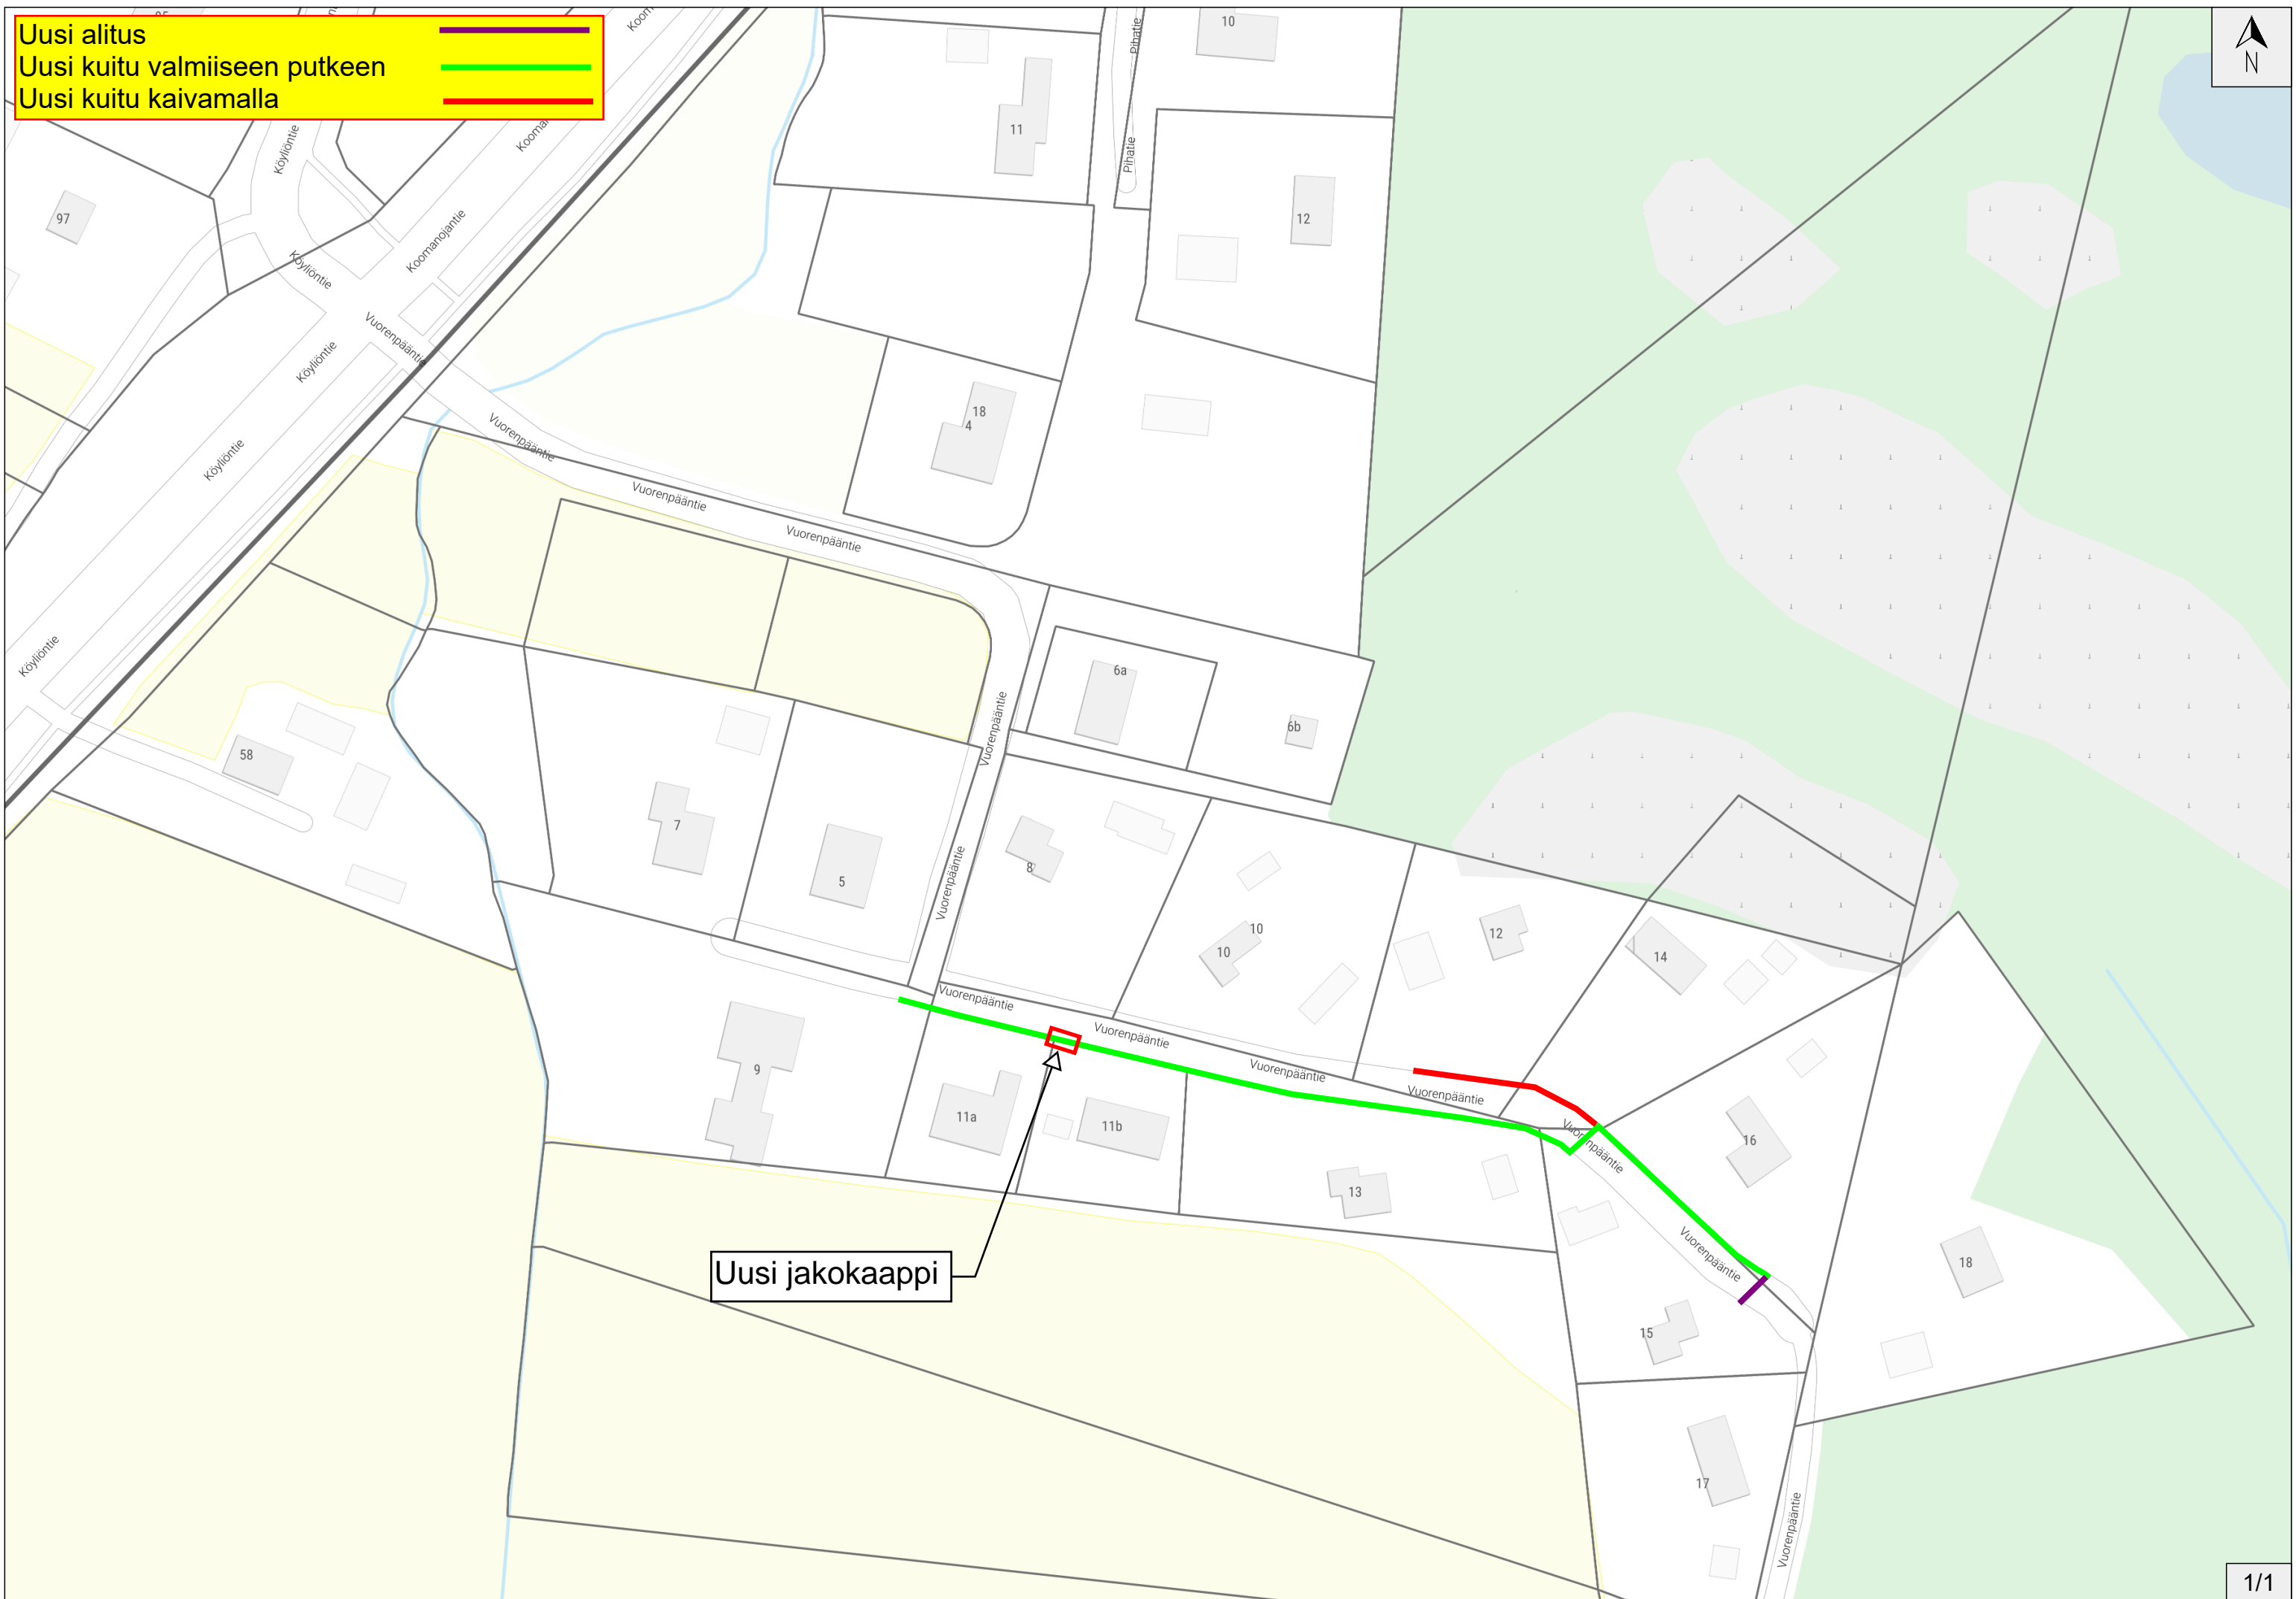 Uusi alitus
Uusi kuitu valmiiseen putkeen
Uusi kuitu kaivamalla
N
10
Pihatie
11
Pihatie
Köyliöntie
97
12
Koomanojantie
Köyliöntie
Vuorenpääntie
Köyliöntie
18
4
Vuorenpääntie
Köyliöntie
Vuorenpääntie
Vuorenpääntie
Köyliöntie
6a
6b
Vuorenpääntie
58
7
5
8
Vuorenpääntie
10
10
12
14
Vuorenpääntie
Vuorenpääntie
Vuorenpääntie
Vuorenpääntie
9
11a
11b
Vuorenpääntie
16
13
Vuorenpääntie
18
Uusi jakokaappi
15
17
Vuorenpääntie
1/1